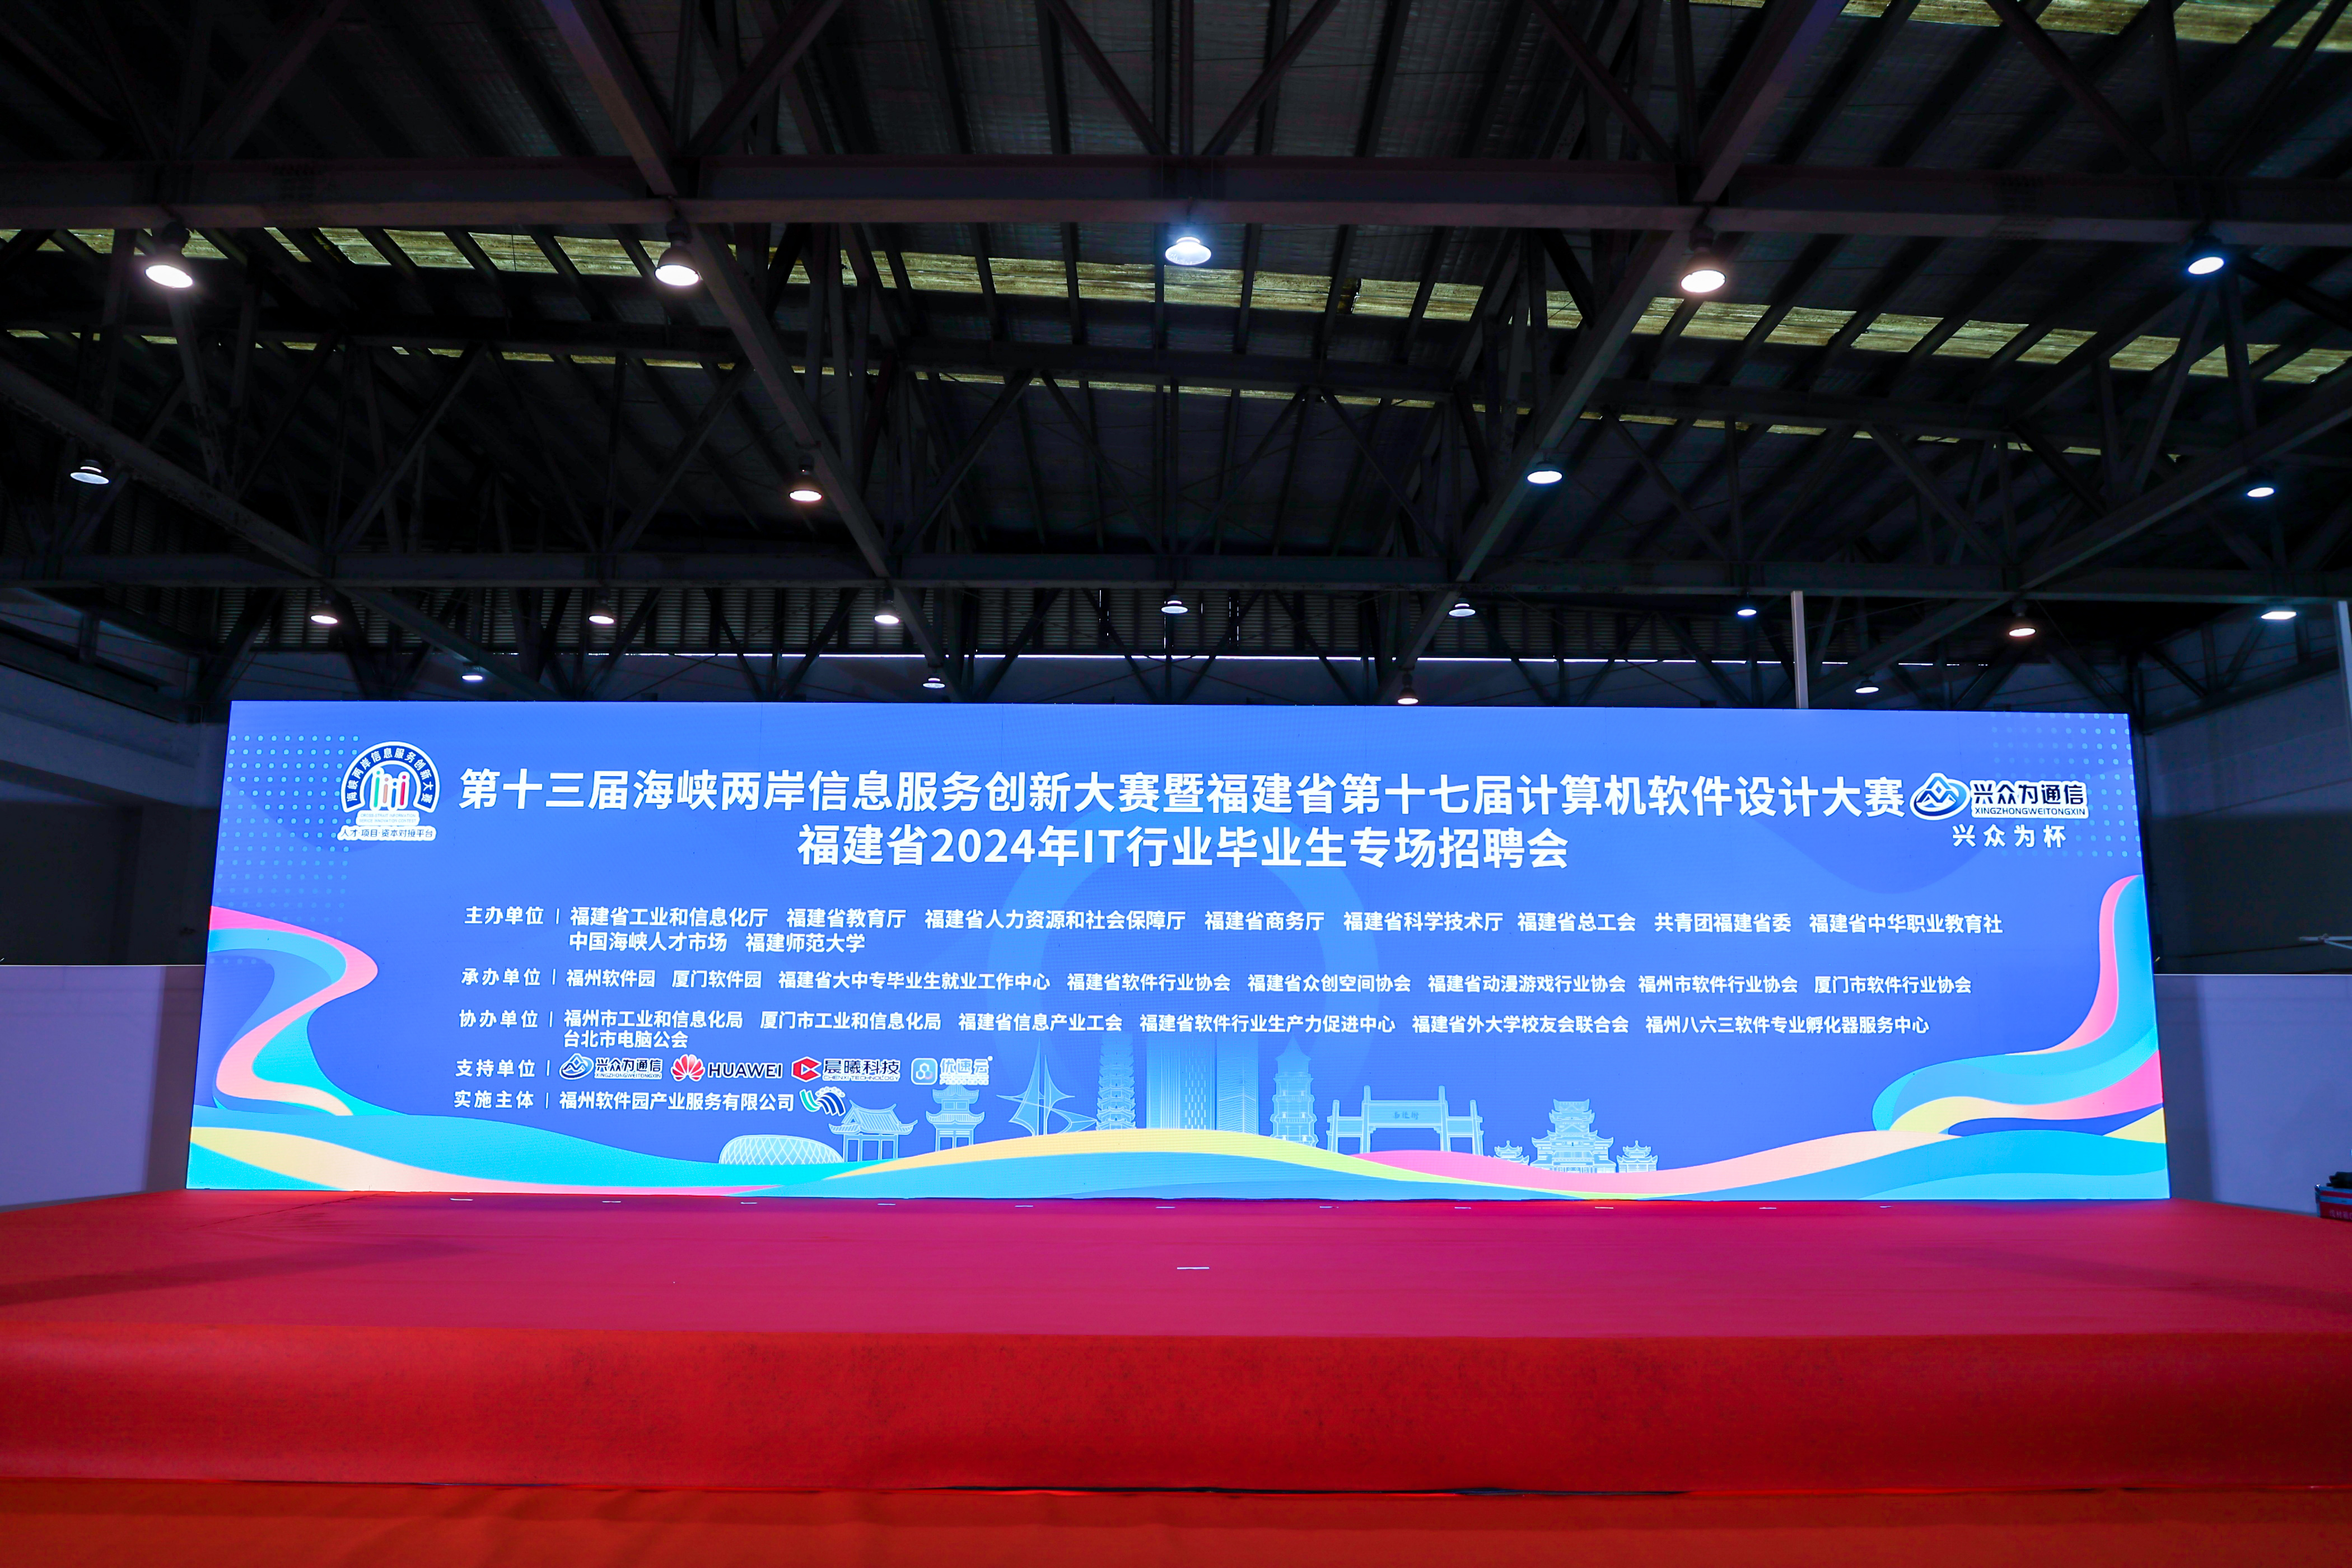 海峡两岸信息服务创新大赛
人才·项目·资本对接平台
第十三届海峡两岸信息服务创新大赛暨福建省第十七届计算机软件设计大赛
福建省2024年IT行业毕业生专场招聘会
兴众为通信
XINGZHONGWEITONGXIN
兴众为杯
主办单位 | 福建省工业和信息化厅 福建省教育厅 福建省人力资源和社会保障厅 福建省商务厅 福建省科学技术厅 福建省总工会 共青团福建省委 福建省中华职业教育社
中国海峡人才市场 福建师范大学
承办单位 | 福州软件园 厦门软件园 福建省大中专毕业生就业工作中心 福建省软件行业协会 福建省众创空间协会 福建省动漫游戏行业协会 福州市软件行业协会 厦门市软件行业协会
协办单位 | 福州市工业和信息化局 厦门市工业和信息化局 福建省信息产业工会 福建省软件行业生产力促进中心 福建省外大学校友会联合会 福州八六三软件专业孵化器服务中心
台北市电脑公会
支持单位 | 兴众为通信 XINGZHONGWEITONGXIN HUAWEI 晨曦科技 CHENXI TECHNOLOGY 优速云
实施主体 | 福州软件园产业服务有限公司